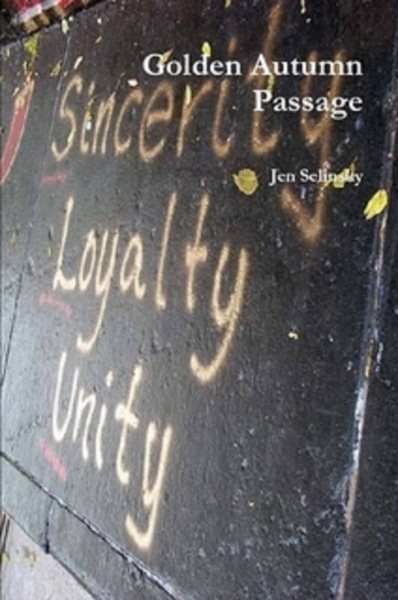 Golden Autumn
Passage
Jen Selinsky
Sincerity
Loyalty
Unity